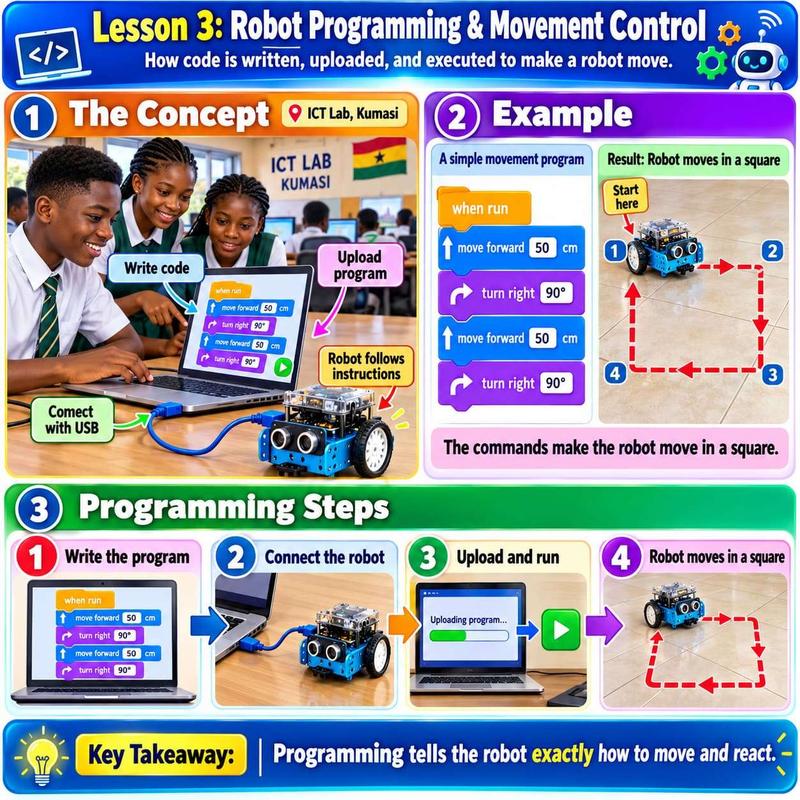 </>
Lesson 3: Robot Programming & Movement Control
How code is written, uploaded, and executed to make a robot move.
1 The Concept
ICT Lab, Kumasi
ICT LAB
KUMASI
Write code
Upload
program
when run
move forward 50 cm
turn right 90°
move forward 50 cm
turn right 90°
Robot follows
instructions
Comect
with USB
2 Example
A simple movement program
when run
move forward 50 cm
turn right 90°
move forward 50 cm
turn right 90°
Result: Robot moves in a square
Start
here
1
2
4
3
The commands make the robot move in a square.
3 Programming Steps
1 Write the program
when run
move forward 50 cm
turn right 90°
move forward 50 cm
turn right 90°
2 Connect the robot
3 Upload and run
Uploading program...
4 Robot moves in a square
Key Takeaway: Programming tells the robot exactly how to move and react.